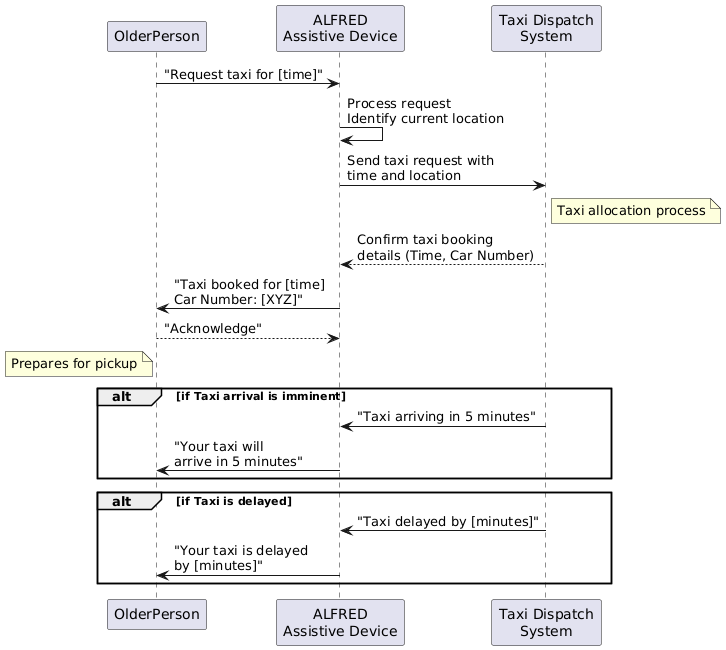 OlderPerson
ALFRED
Assistive Device
Taxi Dispatch
System
"Request taxi for [time]"
Process request
Identify current location
Send taxi request with
time and location
Taxi allocation process
Confirm taxi booking
details (Time, Car Number)
"Taxi booked for [time]
Car Number: [XYZ]"
"Acknowledge"
Prepares for pickup
alt [if Taxi arrival is imminent]
"Taxi arriving in 5 minutes"
"Your taxi will
arrive in 5 minutes"
alt [if Taxi is delayed]
"Taxi delayed by [minutes]"
"Your taxi is delayed
by [minutes]"
OlderPerson
ALFRED
Assistive Device
Taxi Dispatch
System